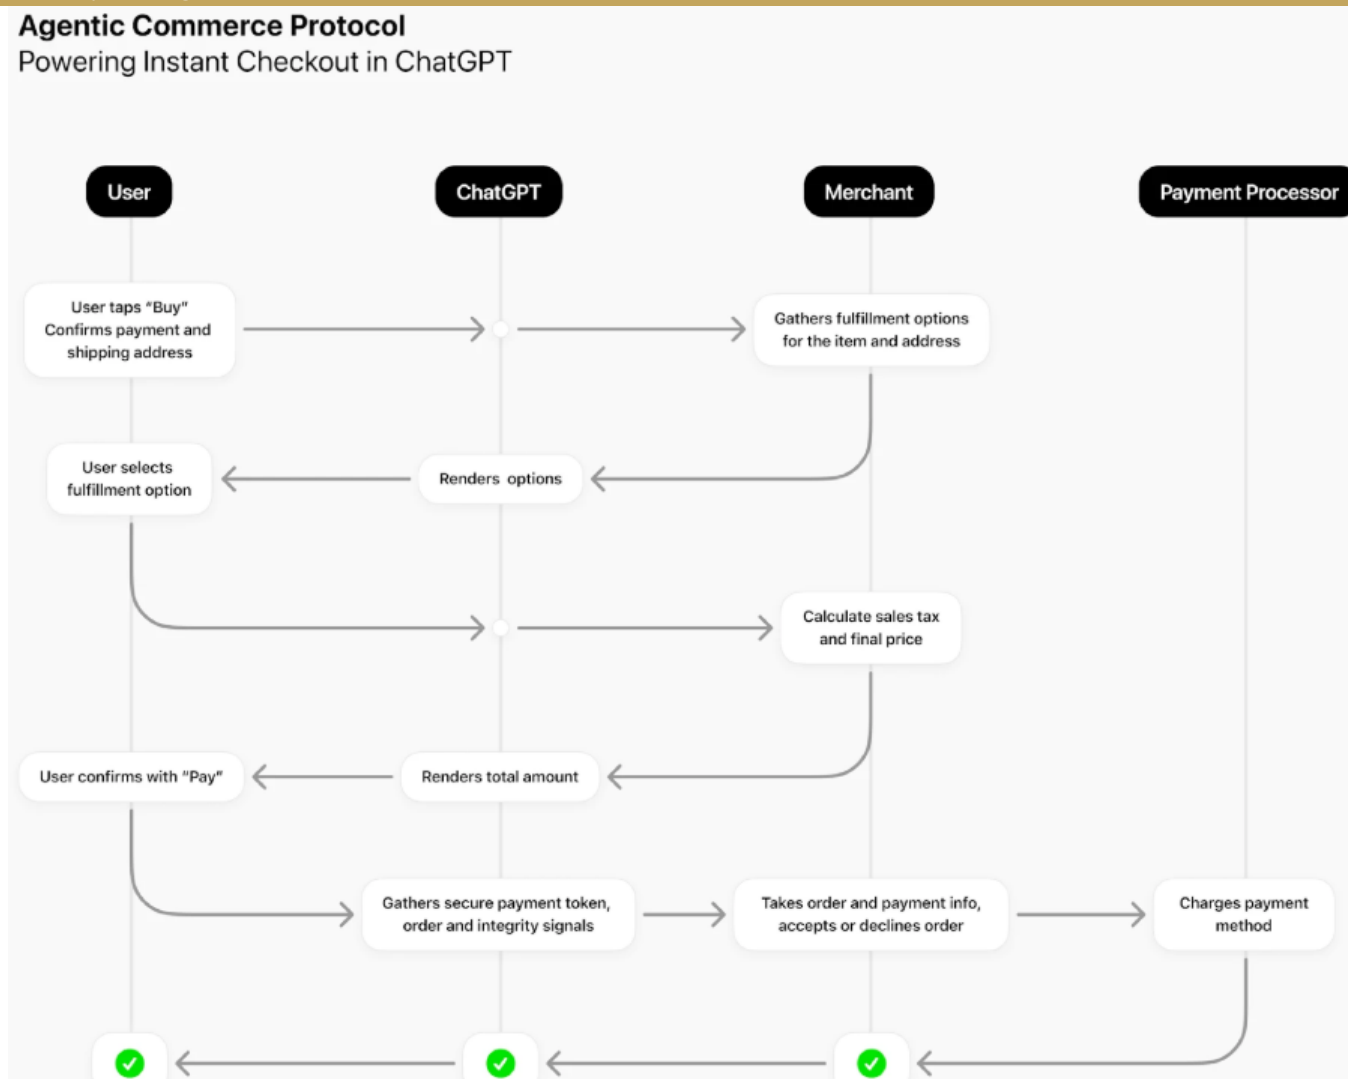 Agentic Commerce Protocol
Powering Instant Checkout in ChatGPT
User
ChatGPT
Merchant
Payment Processor
User taps “Buy”
Confirms payment and
shipping address
Gathers fulfillment options
for the item and address
User selects
fulfillment option
Renders options
Calculate sales tax
and final price
User confirms with “Pay”
Renders total amount
Gathers secure payment token,
order and integrity signals
Takes order and payment info,
accepts or declines order
Charges payment
method